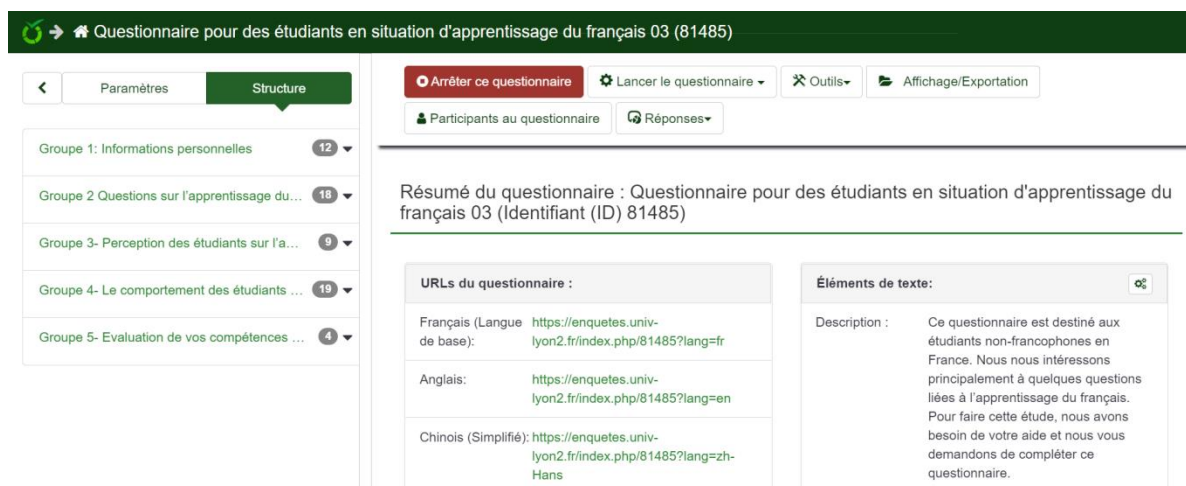 Questionnaire pour des étudiants en situation d'apprentissage du français 03 (81485)
Paramètres
Structure
Groupe 1: Informations personnelles
12
Groupe 2 Questions sur l'apprentissage du...
18
Groupe 3- Perception des étudiants sur l'a...
9
Groupe 4- Le comportement des étudiants ...
19
Groupe 5- Evaluation de vos compétences ...
4
Arrêter ce questionnaire
Lancer le questionnaire
Outils
Affichage/Exportation
Participants au questionnaire
Réponses
Résumé du questionnaire : Questionnaire pour des étudiants en situation d'apprentissage du
français 03 (Identifiant (ID) 81485)
URLs du questionnaire :
Français (Langue
de base):
https://enquetes.univ-
lyon2.fr/index.php/81485?lang=fr
Anglais:
https://enquetes.univ-
lyon2.fr/index.php/81485?lang=en
Chinois (Simplifié):
https://enquetes.univ-
lyon2.fr/index.php/81485?lang=zh-
Hans
Éléments de texte:
Description :
Ce questionnaire est destiné aux
étudiants non-francophones en
France. Nous nous intéressons
principalement à quelques questions
liées à l'apprentissage du français.
Pour faire cette étude, nous avons
besoin de votre aide et nous vous
demandons de compléter ce
questionnaire.